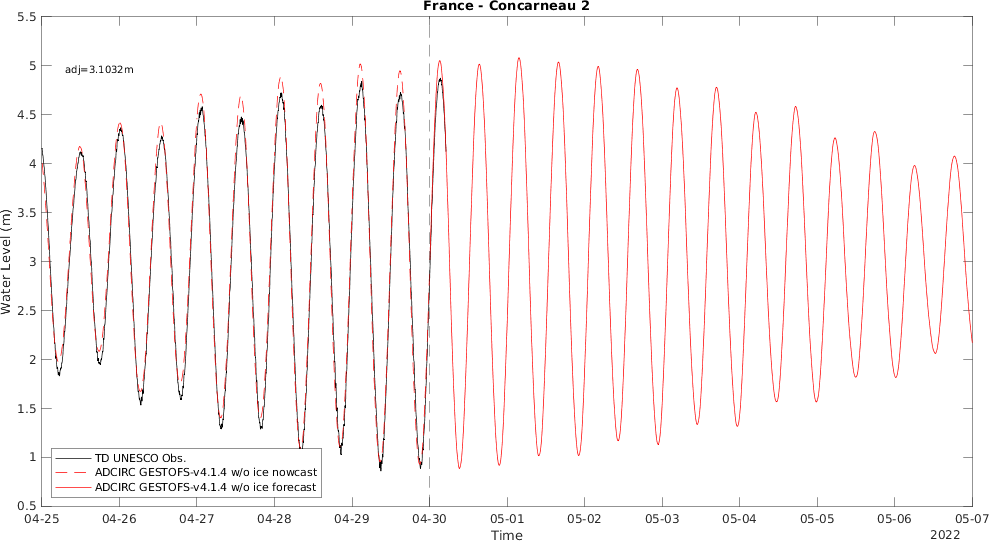 France - Concarneau 2
adj=3.1032m
5.5
5
4.5
4
3.5
3
2.5
2
1.5
1
0.5
Water Level (m)
TD UNESCO Obs.
ADCIRC GESTOFS-v4.1.4 w/o ice nowcast
ADCIRC GESTOFS-v4.1.4 w/o ice forecast
04-25 04-26 04-27 04-28 04-29 04-30 05-01 05-02 05-03 05-04 05-05 05-06 05-07
Time
2022